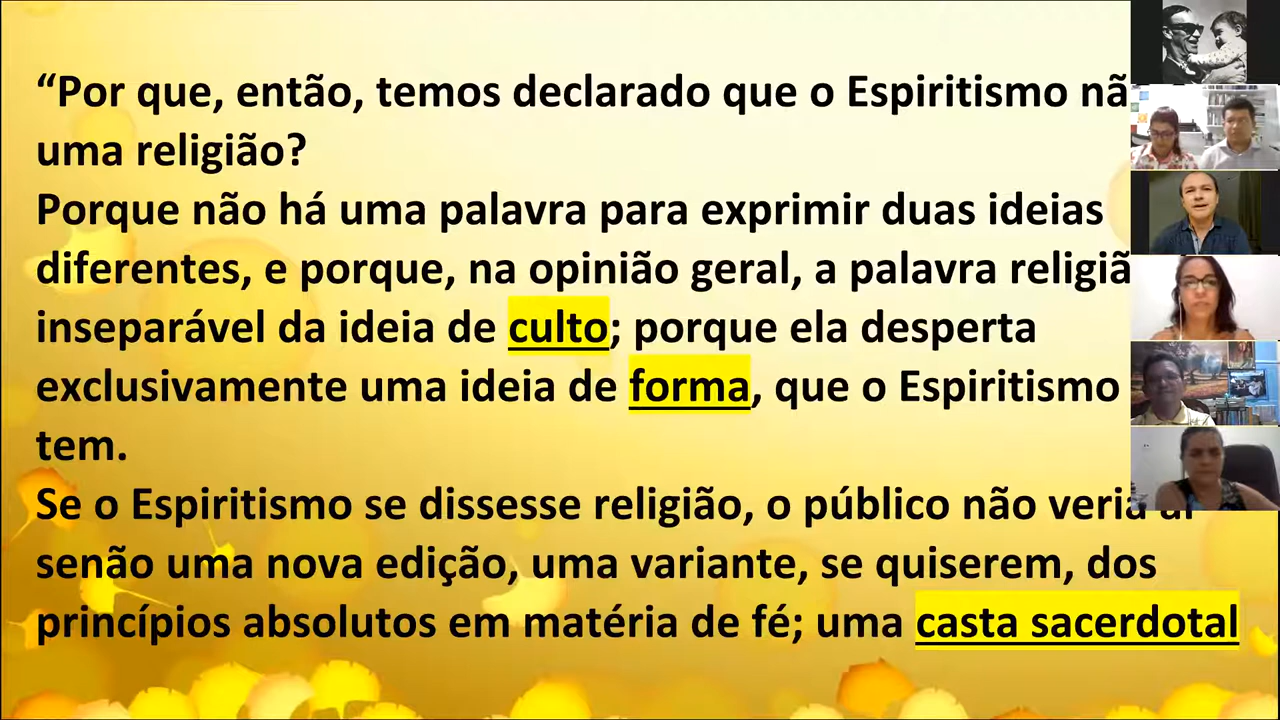 “Por que, então, temos declarado que o Espiritismo nã
uma religião?
Porque não há uma palavra para exprimir duas ideias
diferentes, e porque, na opinião geral, a palavra religiã
inseparável da ideia de culto; porque ela desperta
exclusivamente uma ideia de forma, que o Espiritismo
tem.
Se o Espiritismo se dissesse religião, o público não veria
senão uma nova edição, uma variante, se quiserem, dos
princípios absolutos em matéria de fé; uma casta sacerdotal